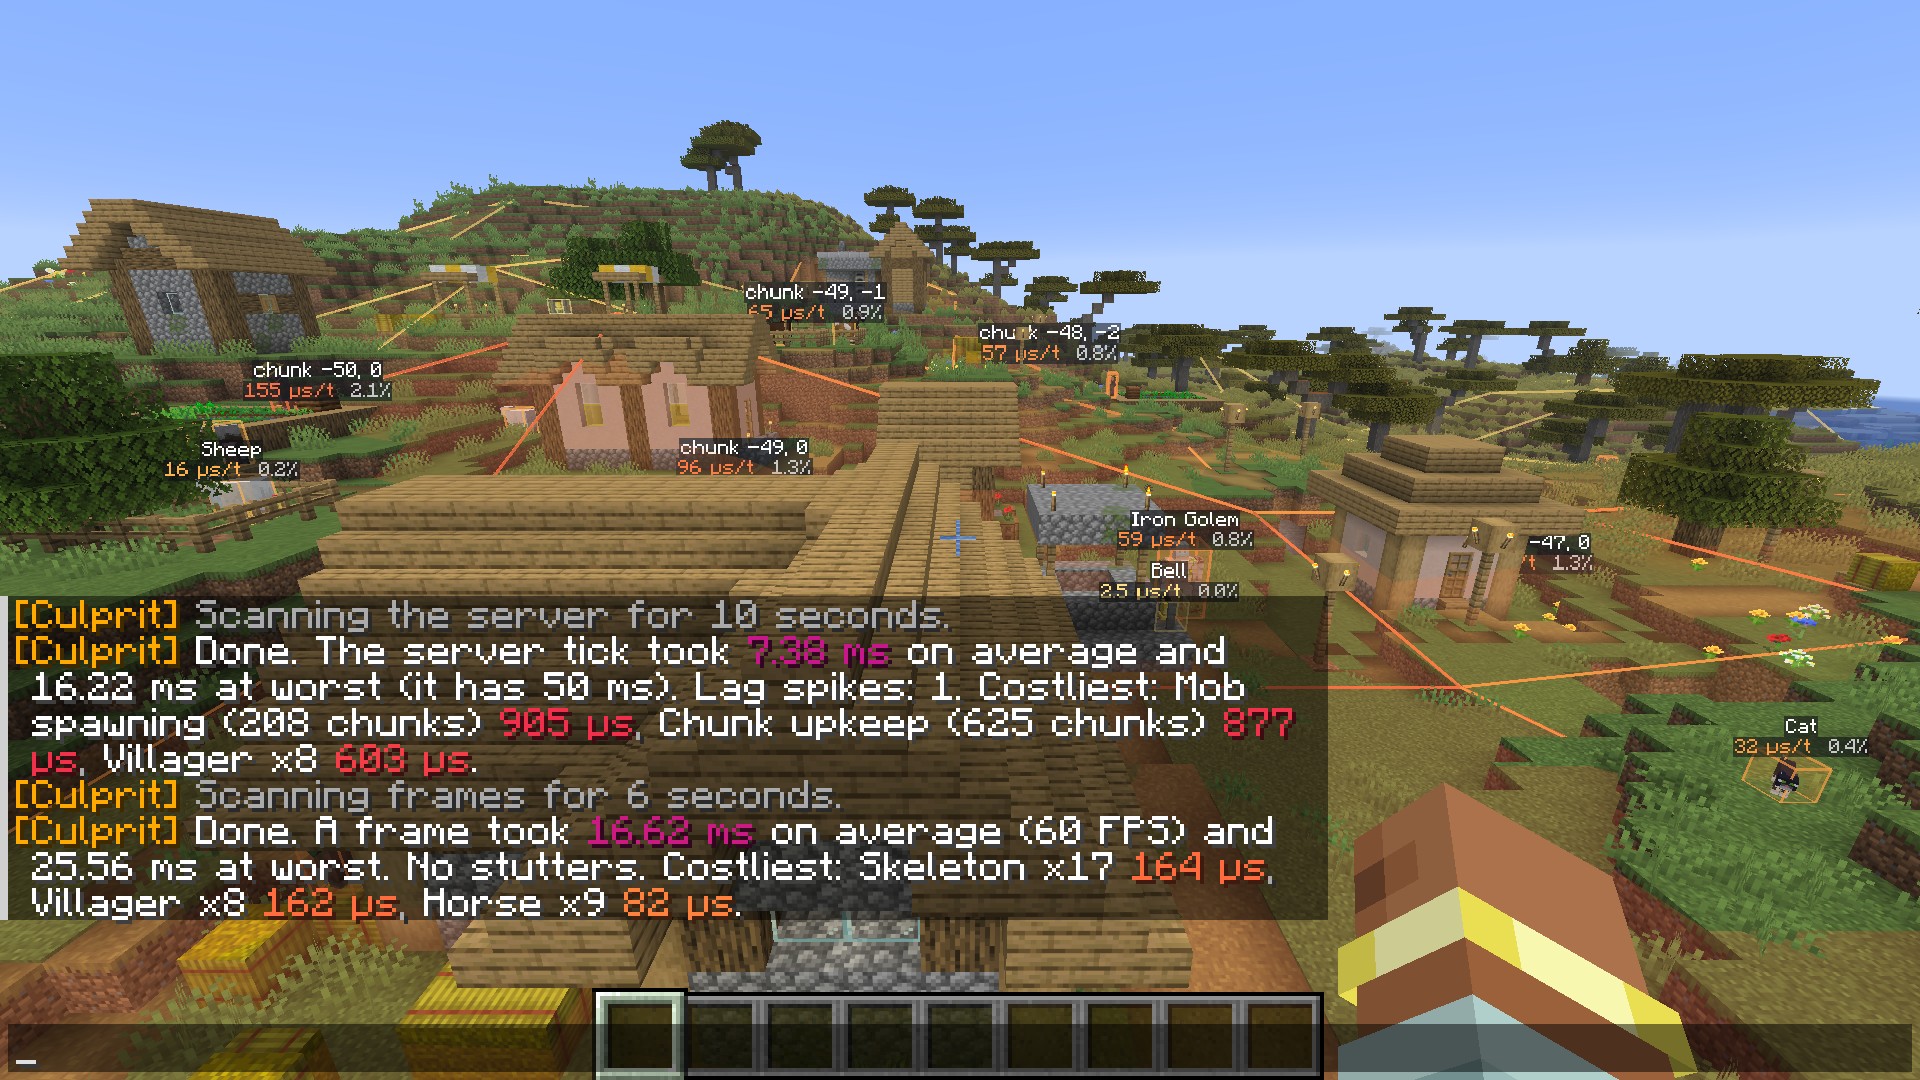 chunk -49, -1
65 µs/t 0.9%
chunk -48, -2
57 µs/t 0.8%
chunk -50, 0
155 µs/t 2.1%
Sheep
16 µs/t 0.2%
chunk -49, 0
96 µs/t 1.3%
Iron Golem
59 µs/t 0.8%
-47, 0
1.3%
Bell
2.5 µs/t 0.0%
[Culprit] Scanning the server for 10 seconds.
[Culprit] Done. The server tick took 7.38 ms on average and
16.22 ms at worst (it has 50 ms). Lag spikes: 1. Costliest: Mob
spawning (208 chunks) 905 µs, Chunk upkeep (625 chunks) 877
µs, Villager x8 603 µs.
[Culprit] Scanning frames for 6 seconds.
[Culprit] Done. A frame took 16.62 ms on average (60 FPS) and
25.56 ms at worst. No stutters. Costliest: Skeleton x17 164 µs,
Villager x8 162 µs, Horse x9 82 µs.
Cat
32 µs/t 0.4%
_